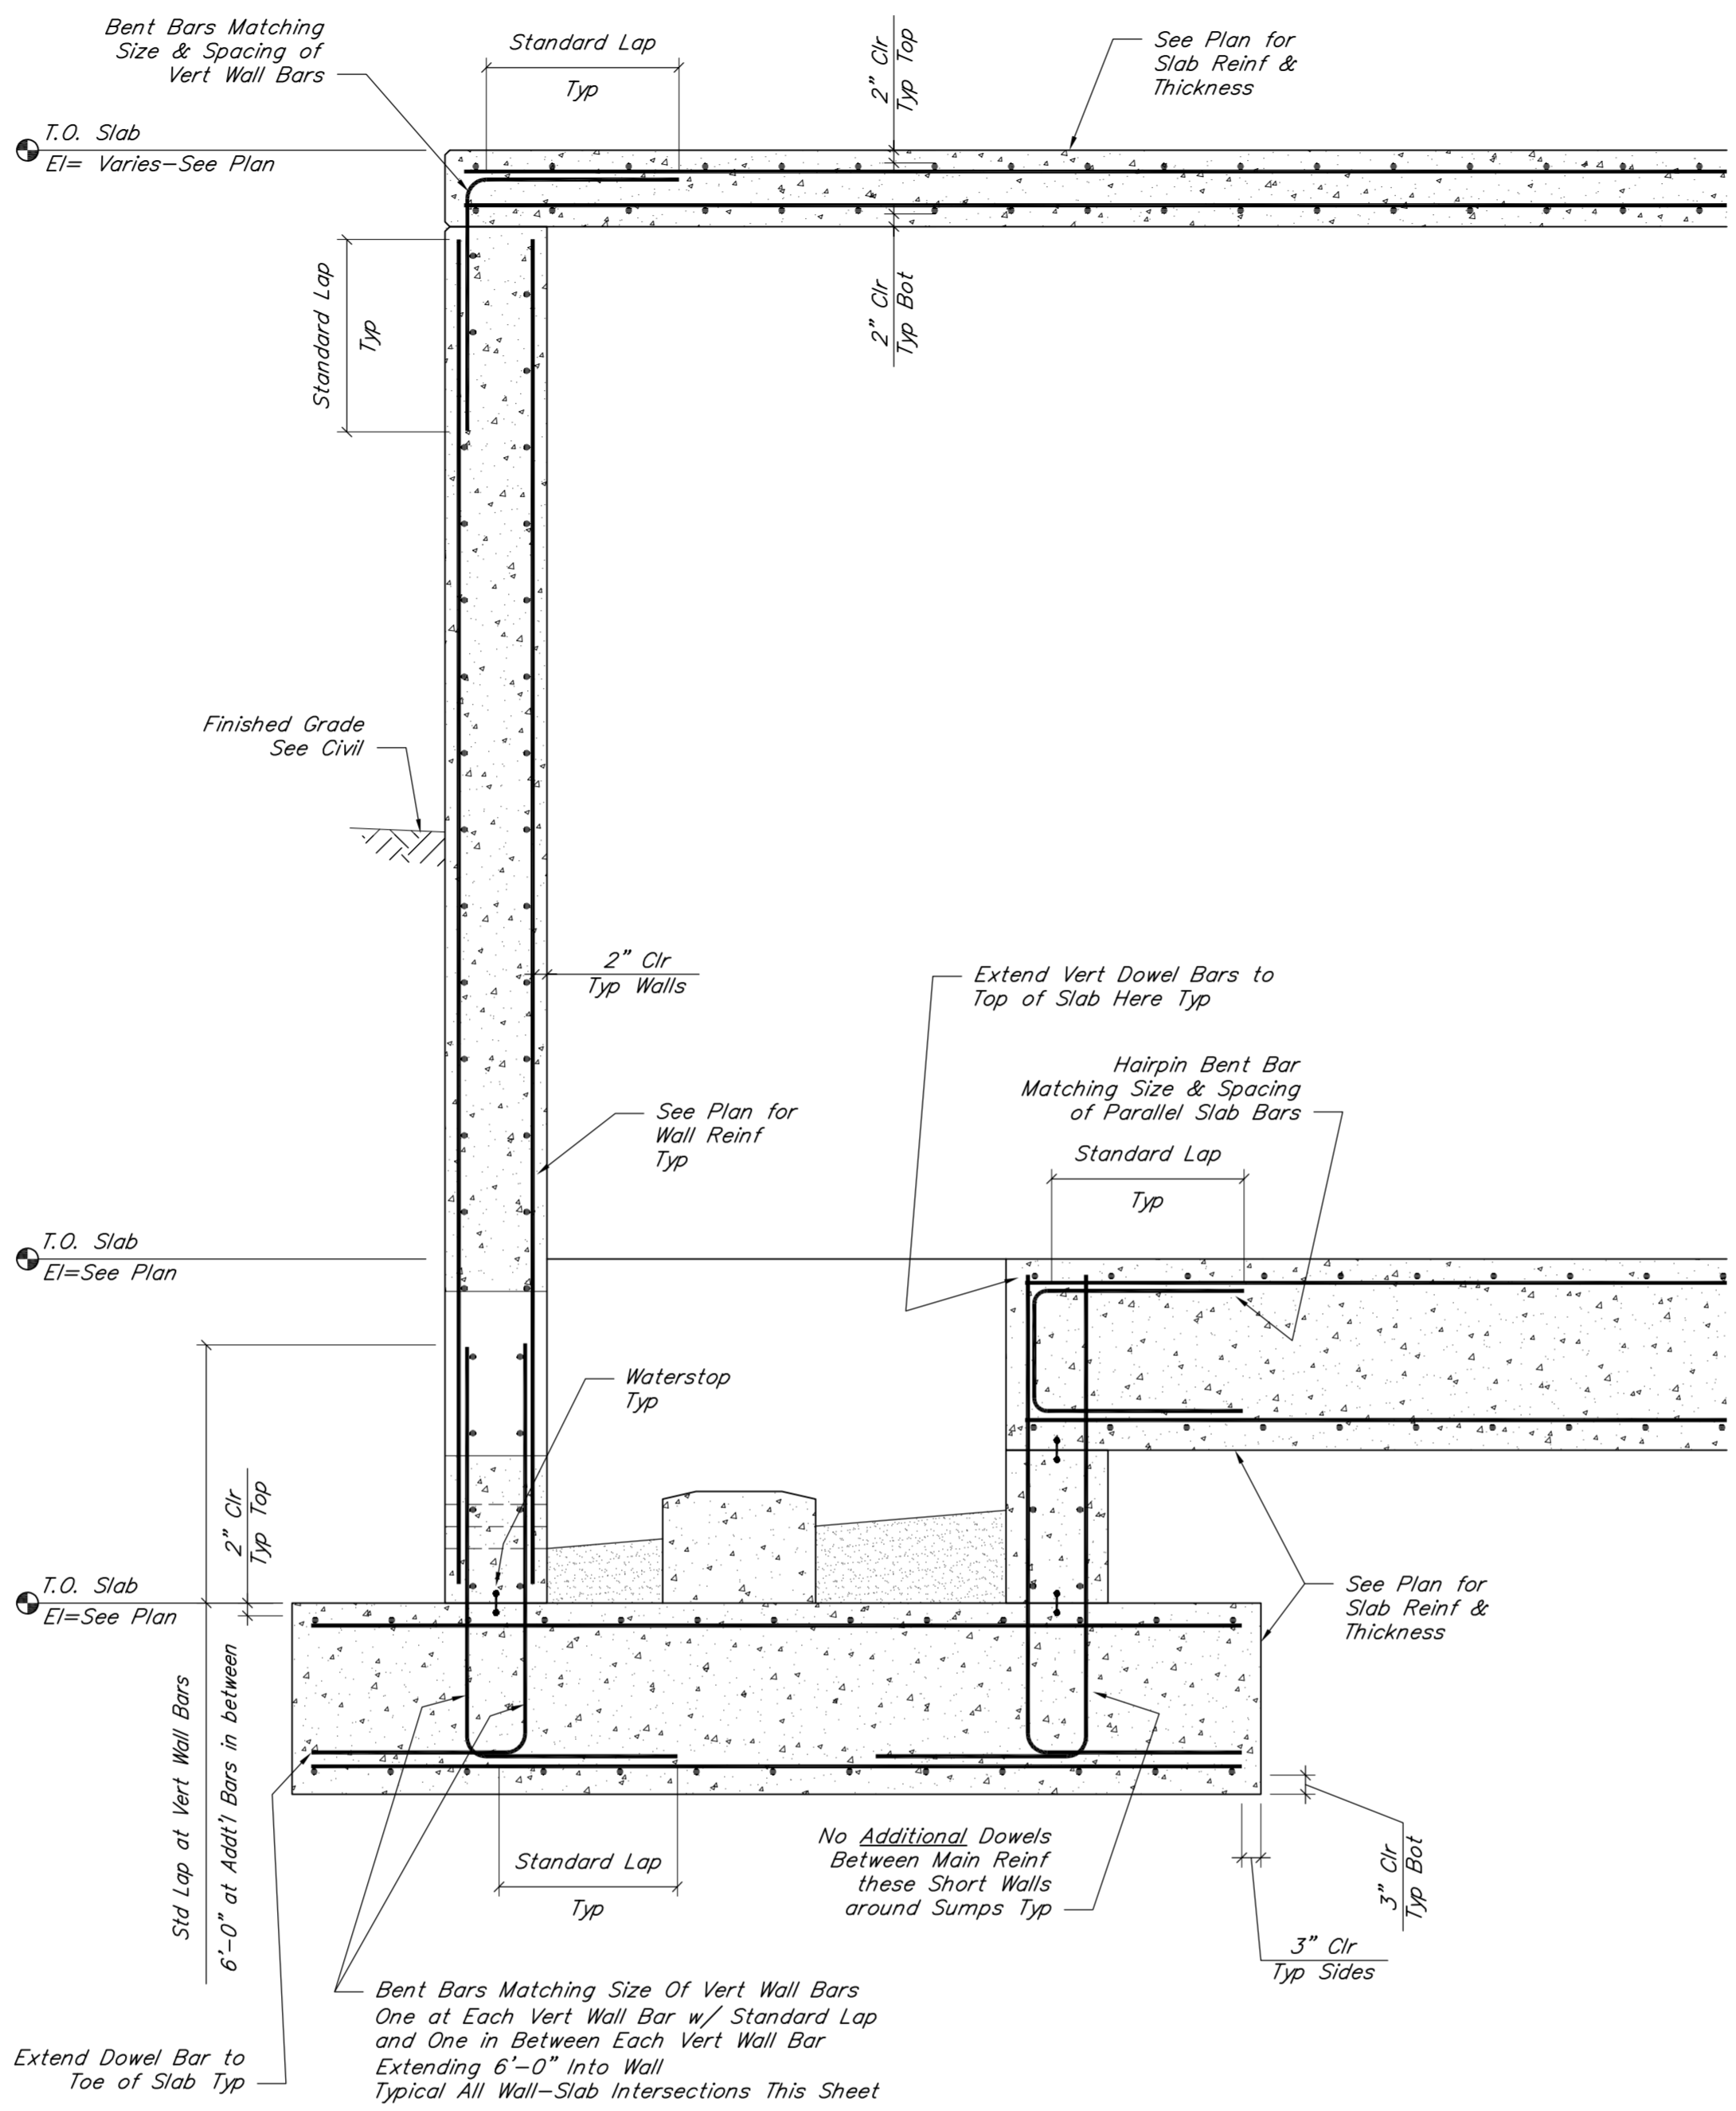 Bent Bars Matching
Size & Spacing of
Vert Wall Bars
Standard Lap
Typ
2" Clr
Typ Top
See Plan for
Slab Reinf &
Thickness
T.O. Slab
El= Varies-See Plan
Standard Lap
Typ
2" Clr
Typ Bot
Finished Grade
See Civil
2" Clr
Typ Walls
Extend Vert Dowel Bars to
Top of Slab Here Typ
Hairpin Bent Bar
Matching Size & Spacing
of Parallel Slab Bars
See Plan for
Wall Reinf
Typ
Standard Lap
Typ
T.O. Slab
El=See Plan
Waterstop
Typ
2" Clr
Typ Top
T.O. Slab
El=See Plan
See Plan for
Slab Reinf &
Thickness
Std Lap at Vert Wall Bars
6'-0" at Addt'l Bars in between
Standard Lap
Typ
No Additional Dowels
Between Main Reinf
these Short Walls
around Sumps Typ
3" Clr
Typ Bot
3" Clr
Typ Sides
Bent Bars Matching Size Of Vert Wall Bars
One at Each Vert Wall Bar w/ Standard Lap
and One in Between Each Vert Wall Bar
Extending 6'-0" Into Wall
Typical All Wall-Slab Intersections This Sheet
Extend Dowel Bar to
Toe of Slab Typ